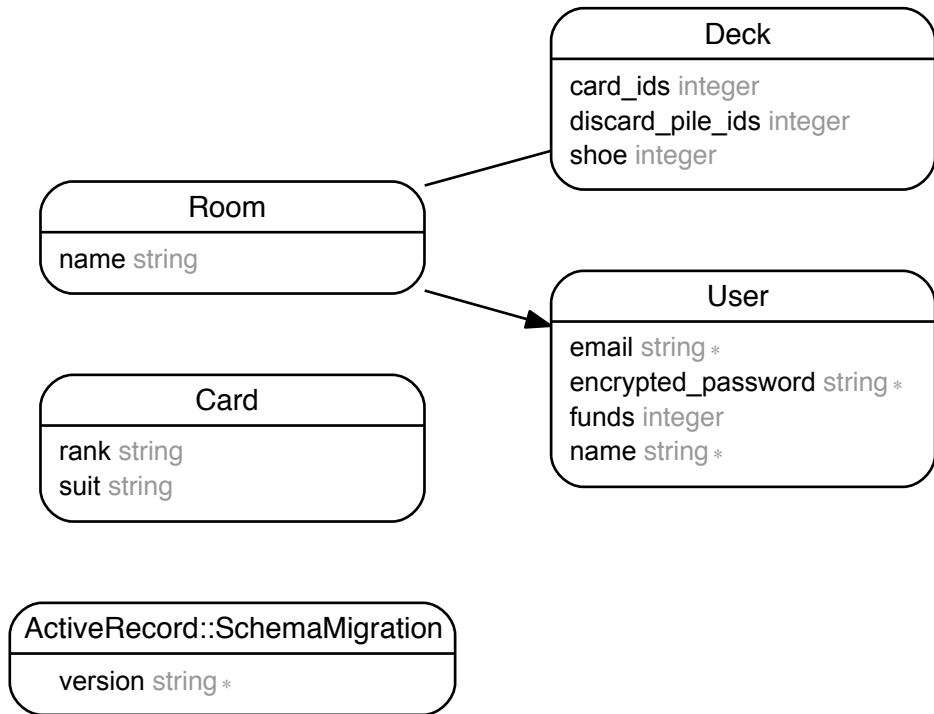 Deck
card_ids integer
discard_pile_ids integer
shoe integer
Room
name string
User
email string *
encrypted_password string *
funds integer
name string *
Card
rank string
suit string
ActiveRecord::SchemaMigration
version string *